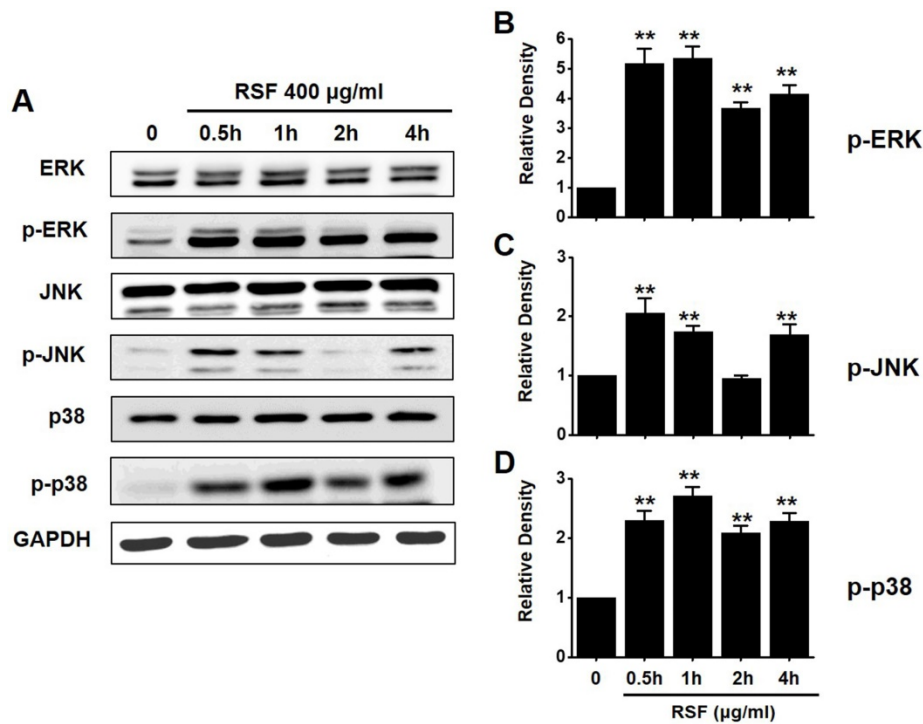 A
RSF 400 µg/ml
0 0.5h 1h 2h 4h
ERK
p-ERK
JNK
p-JNK
p38
p-p38
GAPDH
B
Relative Density
6
5
4
3
2
1
0
** ** ** **
p-ERK
C
Relative Density
3
2
1
0
** ** **
p-JNK
D
Relative Density
3
2
1
0
** ** ** **
p-p38
0 0.5h 1h 2h 4h
RSF (µg/ml)